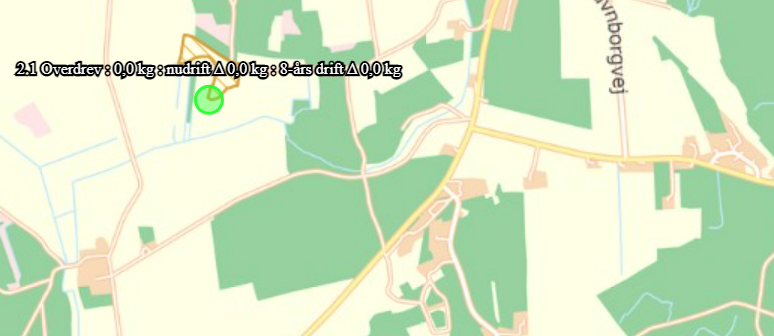 vnborgvej
2.1 Overdrev : 0,0 kg : nudrift Δ 0,0 kg : 8-års drift Δ 0,0 kg